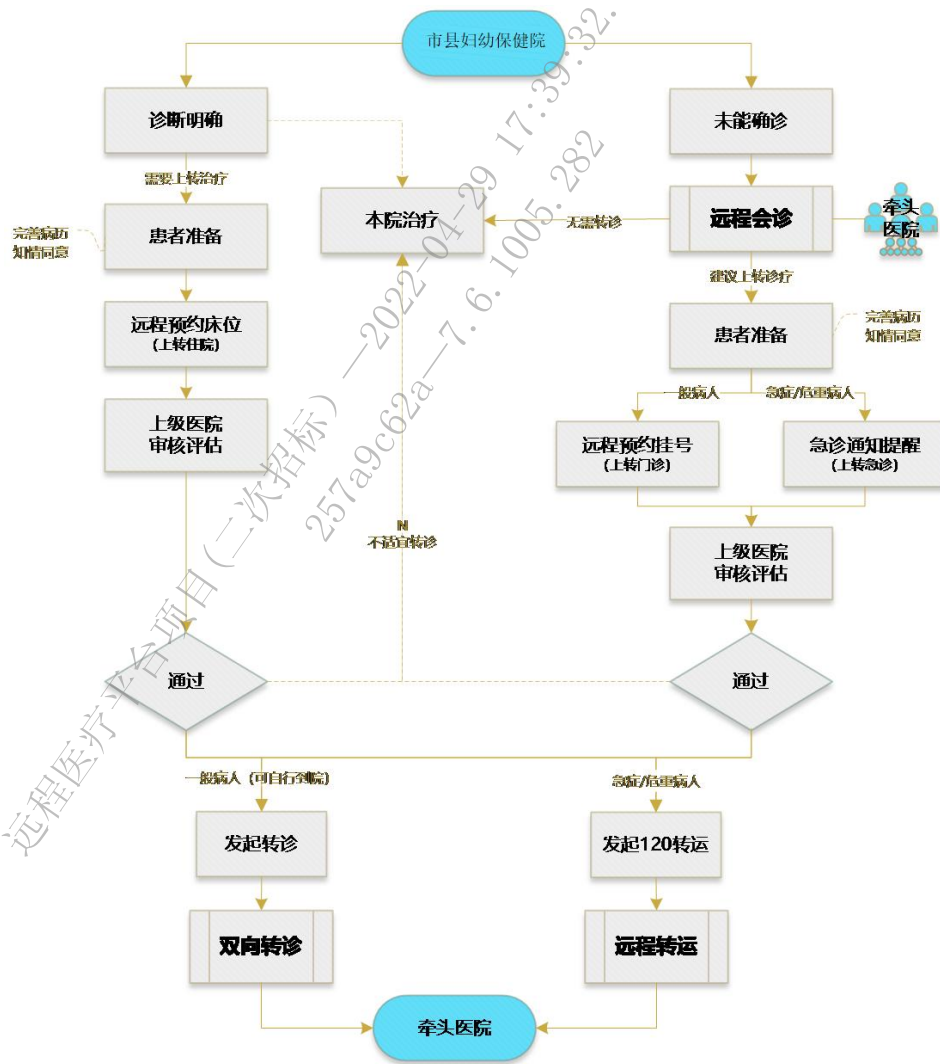 市县妇幼保健院
诊断明确
未能确诊
需要上转治疗
本院治疗
无需转诊
远程会诊
牵头
医院
完善病历
知情同意
患者准备
建议上转诊疗
远程预约床位
(上转住院)
患者准备
完善病历
知情同意
一般病人
急症/危重病人
上级医院
审核评估
远程预约挂号
(上转门诊)
急诊通知提醒
(上转急诊)
N
不适宜转诊
上级医院
审核评估
通过
通过
一般病人（可自行到院）
急症/危重病人
发起转诊
发起120转运
双向转诊
远程转运
牵头医院
远程医疗平台项目(二次招标) —2022-04-29 17:39:32.
257a9c62a—7.6.1005.282